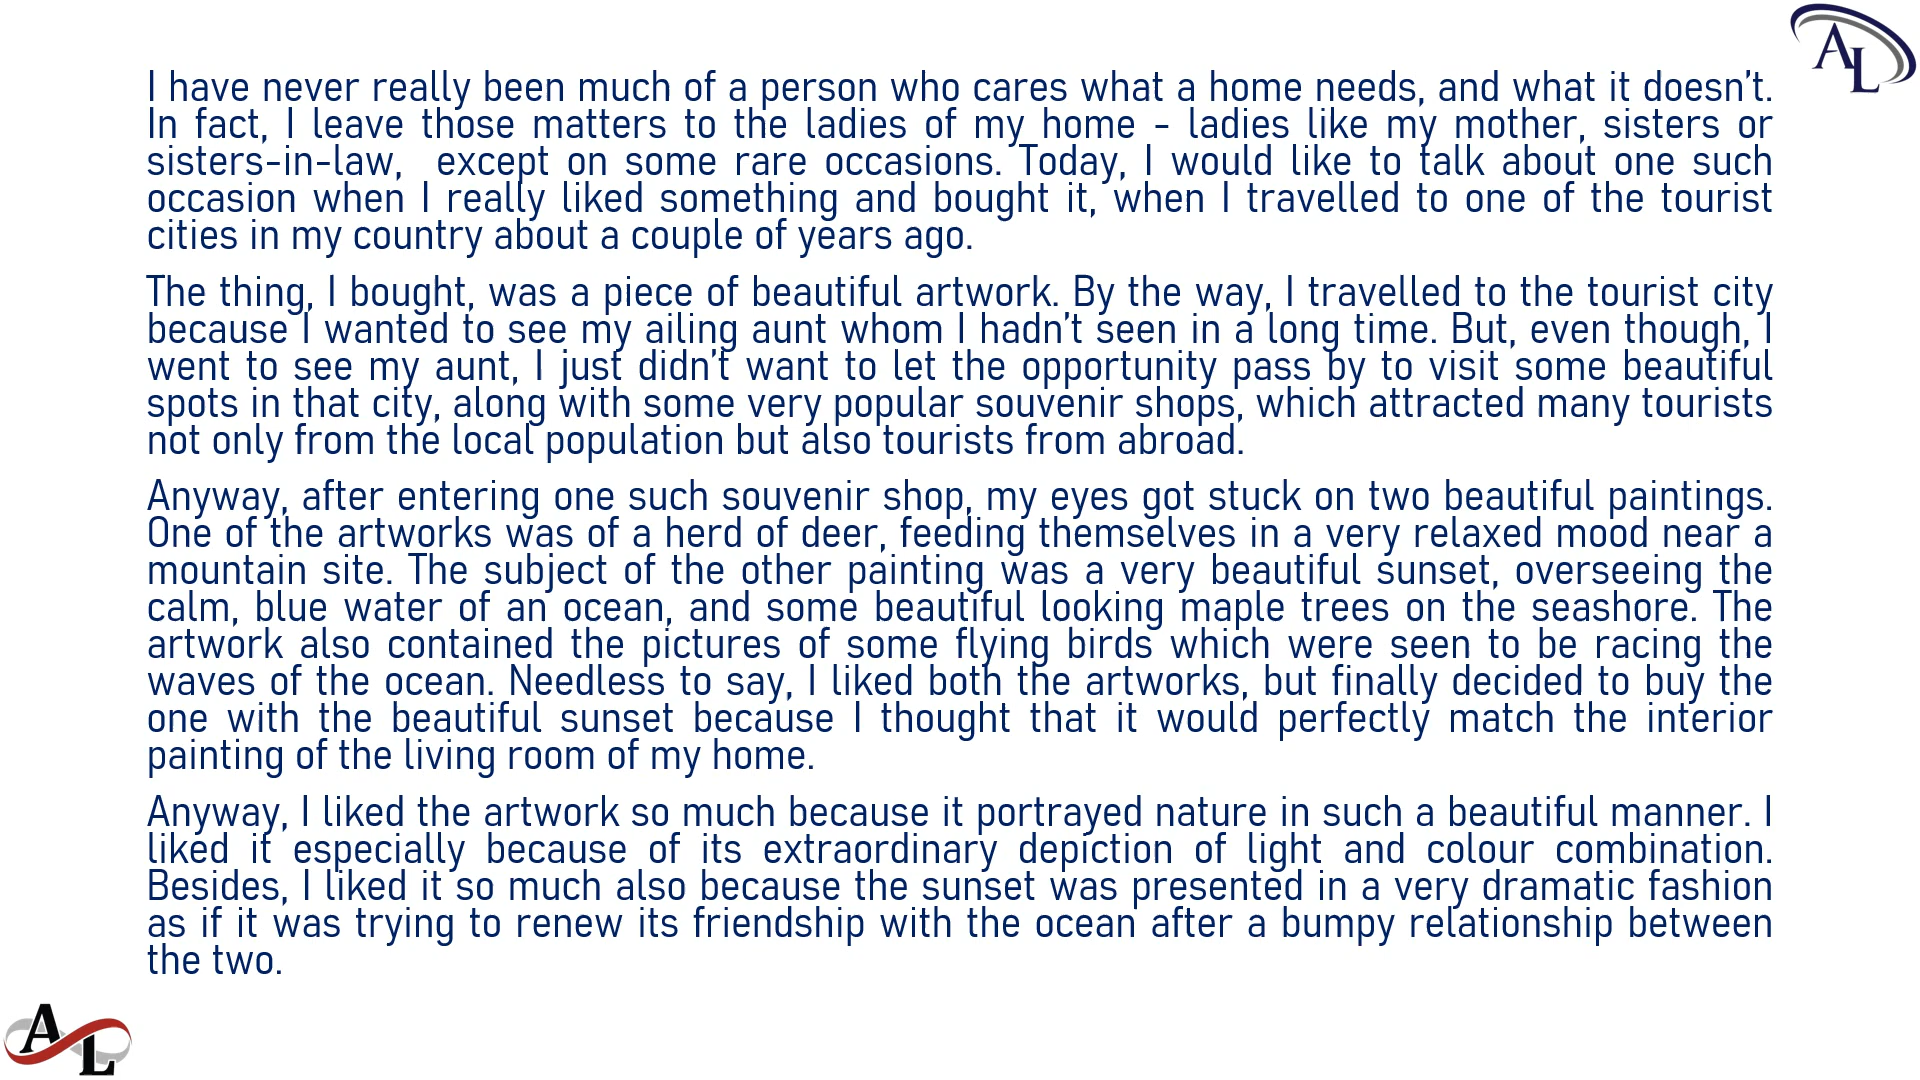 AL
I have never really been much of a person who cares what a home needs, and what it doesn't.
In fact, I leave those matters to the ladies of my home - ladies like my mother, sisters or
sisters-in-law,  except on some rare occasions. Today, I would like to talk about one such
occasion when I really liked something and bought it, when I travelled to one of the tourist
cities in my country about a couple of years ago.
The thing, I bought, was a piece of beautiful artwork. By the way, I travelled to the tourist city
because I wanted to see my ailing aunt whom I hadn't seen in a long time. But, even though, I
went to see my aunt, I just didn't want to let the opportunity pass by to visit some beautiful
spots in that city, along with some very popular souvenir shops, which attracted many tourists
not only from the local population but also tourists from abroad.
Anyway, after entering one such souvenir shop, my eyes got stuck on two beautiful paintings.
One of the artworks was of a herd of deer, feeding themselves in a very relaxed mood near a
mountain site. The subject of the other painting was a very beautiful sunset, overseeing the
calm, blue water of an ocean, and some beautiful looking maple trees on the seashore. The
artwork also contained the pictures of some flying birds which were seen to be racing the
waves of the ocean. Needless to say, I liked both the artworks, but finally decided to buy the
one with the beautiful sunset because I thought that it would perfectly match the interior
painting of the living room of my home.
Anyway, I liked the artwork so much because it portrayed nature in such a beautiful manner. I
liked it especially because of its extraordinary depiction of light and colour combination.
Besides, I liked it so much also because the sunset was presented in a very dramatic fashion
as if it was trying to renew its friendship with the ocean after a bumpy relationship between
the two.
AL